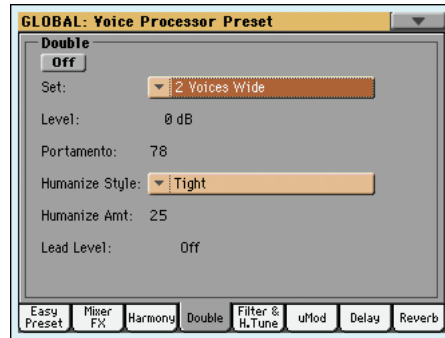 GLOBAL: Voice Processor Preset
Double
Off
Set: 2 Voices Wide
Level: 0 dB
Portamento: 78
Humanize Style: Tight
Humanize Amt: 25
Lead Level: Off
Easy Preset Mixer FX Harmony Double Filter & H.Tune uMod Delay Reverb